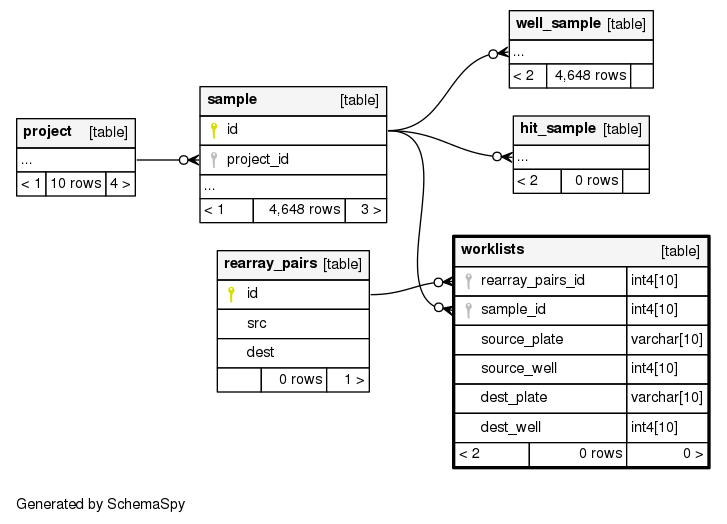 well_sample [table]
...
< 2 4,648 rows
sample [table]
id
project_id
...
< 1 4,648 rows 3 >
project [table]
...
< 1 10 rows 4 >
hit_sample [table]
...
< 2 0 rows
worklists [table]
rearray_pairs_id int4[10]
sample_id int4[10]
source_plate varchar[10]
source_well int4[10]
dest_plate varchar[10]
dest_well int4[10]
< 2 0 rows 0 >
rearray_pairs [table]
id
src
dest
0 rows 1 >
Generated by SchemaSpy